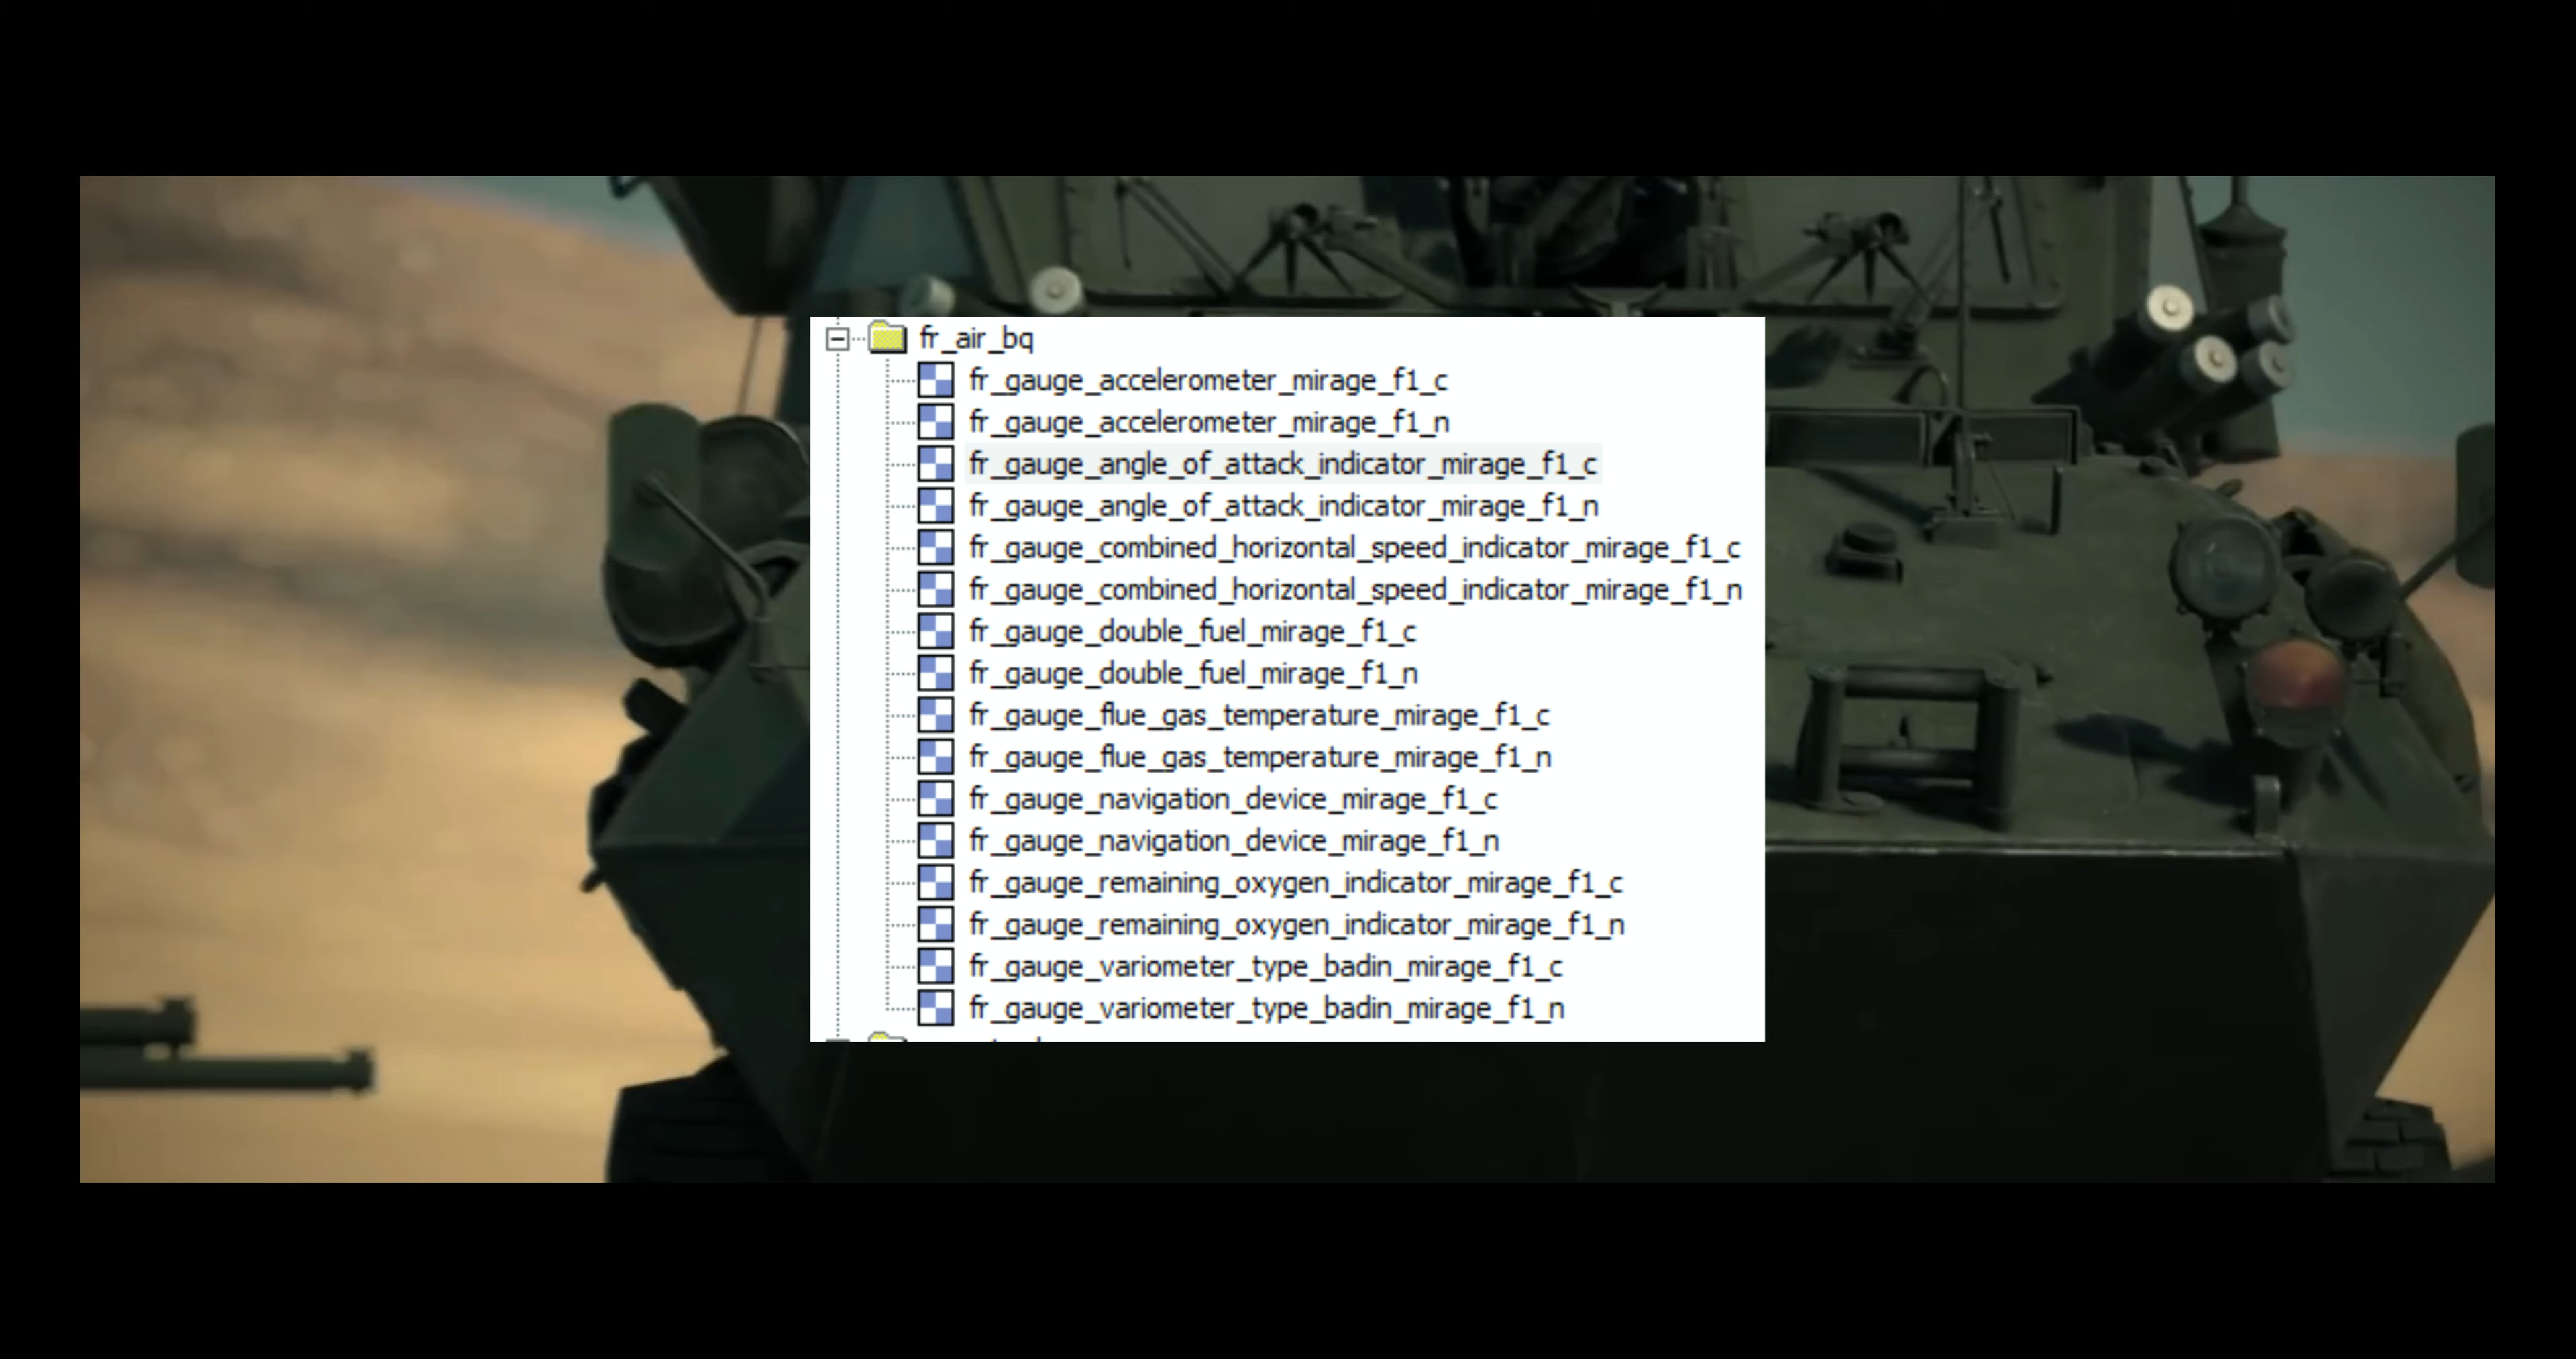 fr_air_bq
fr_gauge_accelerometer_mirage_f1_c
fr_gauge_accelerometer_mirage_f1_n
fr_gauge_angle_of_attack_indicator_mirage_f1_c
fr_gauge_angle_of_attack_indicator_mirage_f1_n
fr_gauge_combined_horizontal_speed_indicator_mirage_f1_c
fr_gauge_combined_horizontal_speed_indicator_mirage_f1_n
fr_gauge_double_fuel_mirage_f1_c
fr_gauge_double_fuel_mirage_f1_n
fr_gauge_flue_gas_temperature_mirage_f1_c
fr_gauge_flue_gas_temperature_mirage_f1_n
fr_gauge_navigation_device_mirage_f1_c
fr_gauge_navigation_device_mirage_f1_n
fr_gauge_remaining_oxygen_indicator_mirage_f1_c
fr_gauge_remaining_oxygen_indicator_mirage_f1_n
fr_gauge_variometer_type_badin_mirage_f1_c
fr_gauge_variometer_type_badin_mirage_f1_n